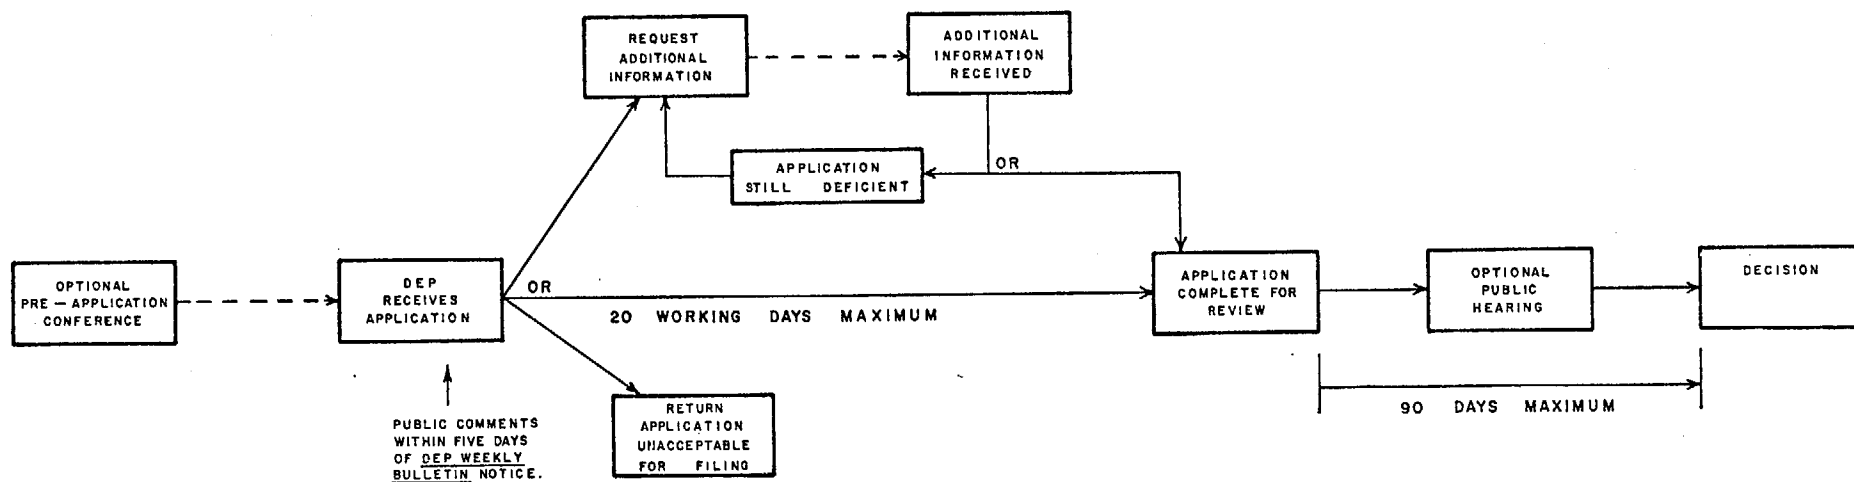 REQUEST
ADDITIONAL
INFORMATION
ADDITIONAL
INFORMATION
RECEIVED
APPLICATION
STILL DEFICIENT
OR
OPTIONAL
PRE-APPLICATION
CONFERENCE
DEP
RECEIVES
APPLICATION
OR
20 WORKING DAYS MAXIMUM
APPLICATION
COMPLETE FOR
REVIEW
OPTIONAL
PUBLIC
HEARING
DECISION
90 DAYS MAXIMUM
PUBLIC COMMENTS
WITHIN FIVE DAYS
OF DEP WEEKLY
BULLETIN NOTICE.
RETURN
APPLICATION
UNACCEPTABLE
FOR FILING